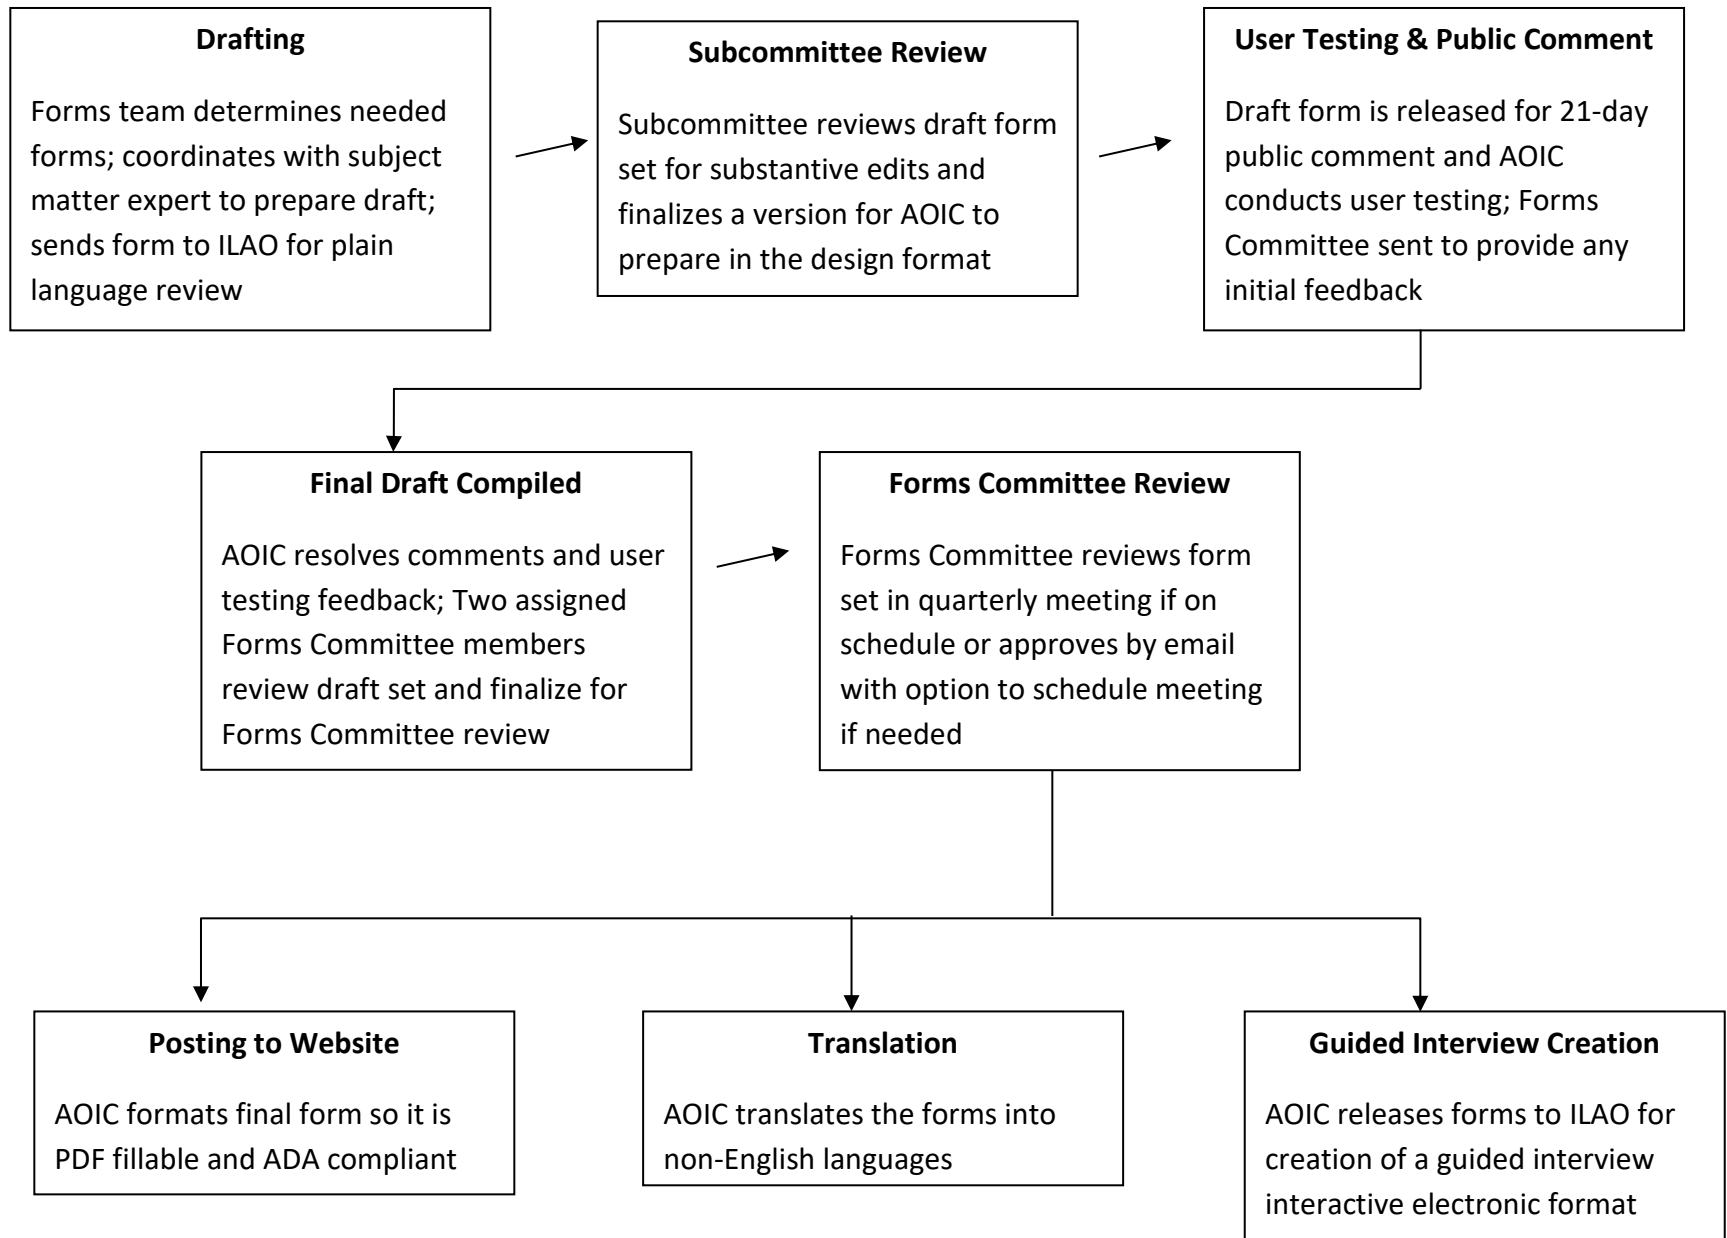 Drafting
Forms team determines needed
forms; coordinates with subject
matter expert to prepare draft;
sends form to ILAO for plain
language review
Subcommittee Review
Subcommittee reviews draft form
set for substantive edits and
finalizes a version for AOIC to
prepare in the design format
User Testing & Public Comment
Draft form is released for 21-day
public comment and AOIC
conducts user testing; Forms
Committee sent to provide any
initial feedback
Final Draft Compiled
AOIC resolves comments and user
testing feedback; Two assigned
Forms Committee members
review draft set and finalize for
Forms Committee review
Forms Committee Review
Forms Committee reviews form
set in quarterly meeting if on
schedule or approves by email
with option to schedule meeting
if needed
Posting to Website
AOIC formats final form so it is
PDF fillable and ADA compliant
Translation
AOIC translates the forms into
non-English languages
Guided Interview Creation
AOIC releases forms to ILAO for
creation of a guided interview
interactive electronic format